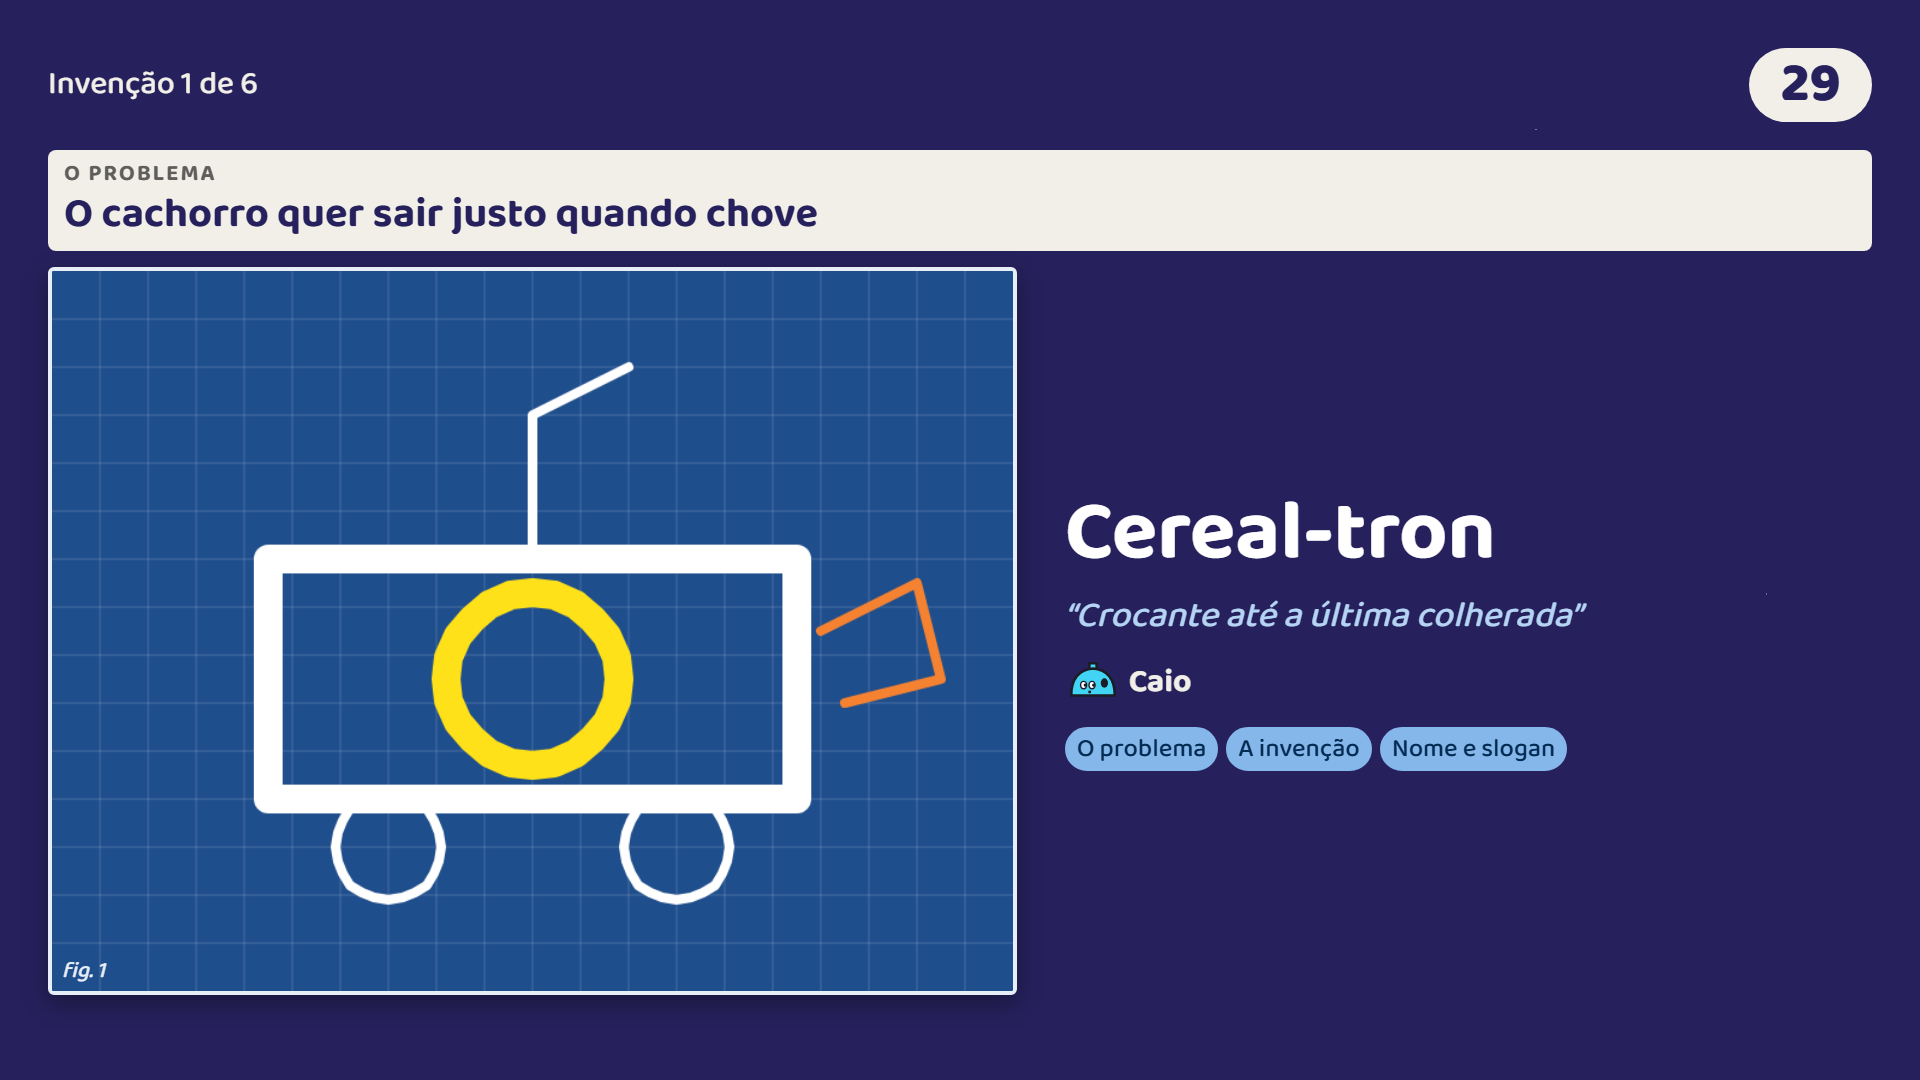 Invenção 1 de 6
29
O PROBLEMA
O cachorro quer sair justo quando chove
Fig. 1
Cereal-tron
“Crocante até a última colherada”
Caio
O problema
A invenção
Nome e slogan